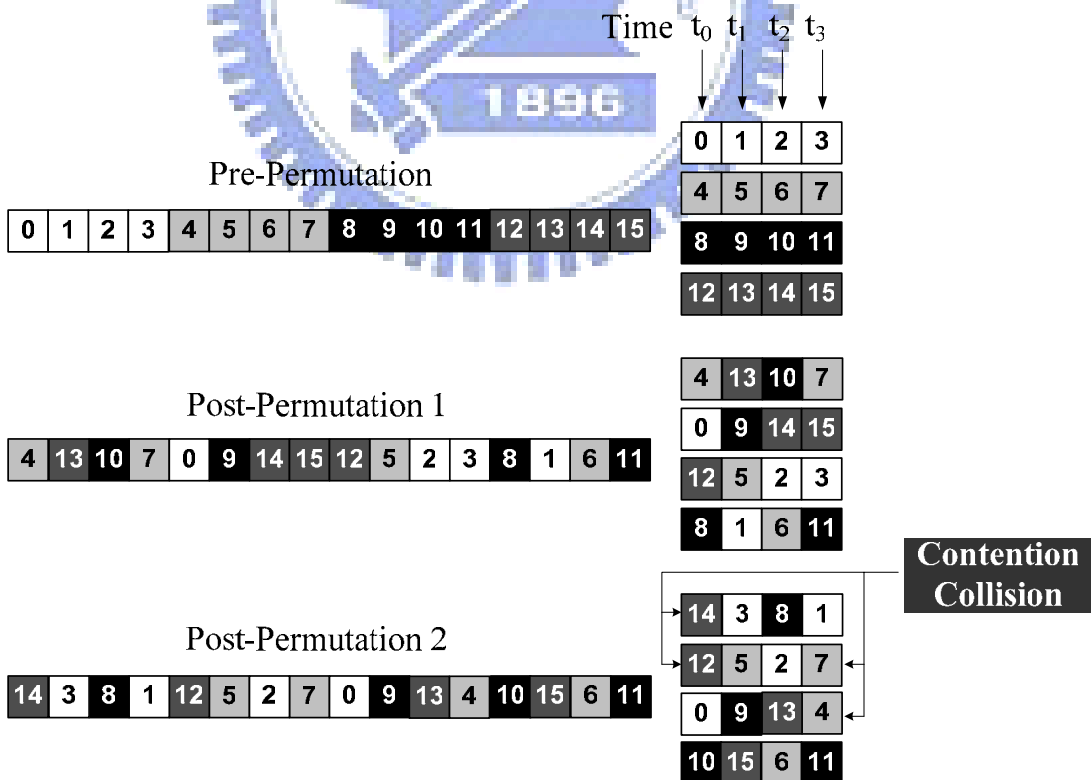 Time t0 t1 t2 t3
1896
0 1 2 3
Pre-Permutation
4 5 6 7
0 1 2 3 4 5 6 7 8 9 10 11 12 13 14 15
8 9 10 11
12 13 14 15
4 13 10 7
Post-Permutation 1
0 9 14 15
4 13 10 7 0 9 14 15 12 5 2 3 8 1 6 11
12 5 2 3
8 1 6 11
Contention
Collision
14 3 8 1
Post-Permutation 2
12 5 2 7
14 3 8 1 12 5 2 7 0 9 13 4 10 15 6 11
0 9 13 4
10 15 6 11